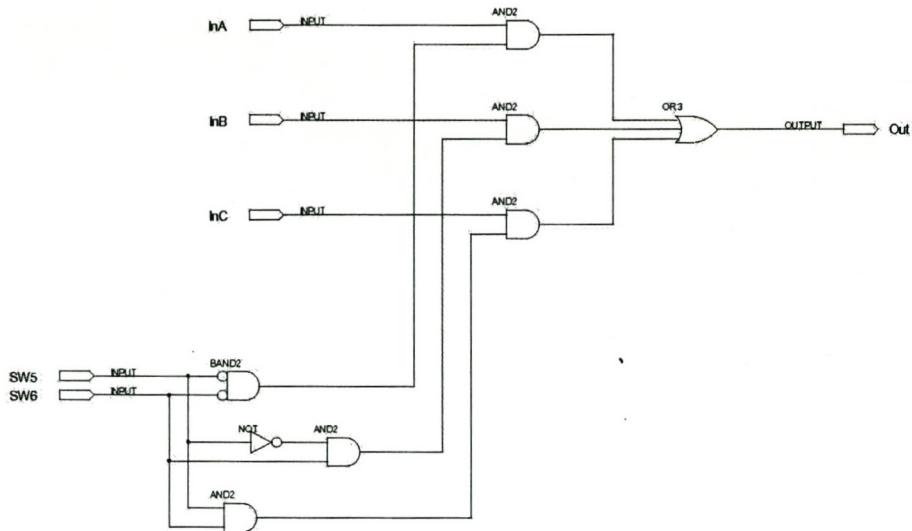 AND2
InA INPUT
AND2
OR3
InB INPUT
OUTPUT Out
AND2
InC INPUT
BAND2
SW5 INPUT
SW6 INPUT
NOT AND2
AND2